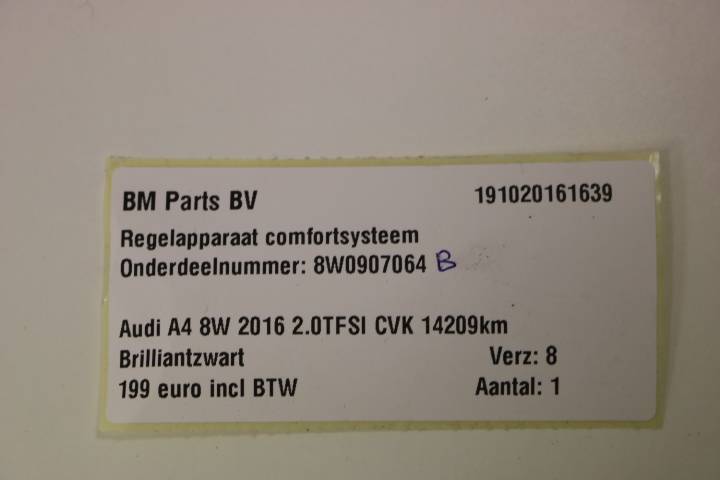 BM Parts BV 191020161639
Regelapparaat comfortsysteem
Onderdeelnummer: 8W0907064 B
Audi A4 8W 2016 2.0TFSI CVK 14209km
Brilliantzwart Verz: 8
199 euro incl BTW Aantal: 1